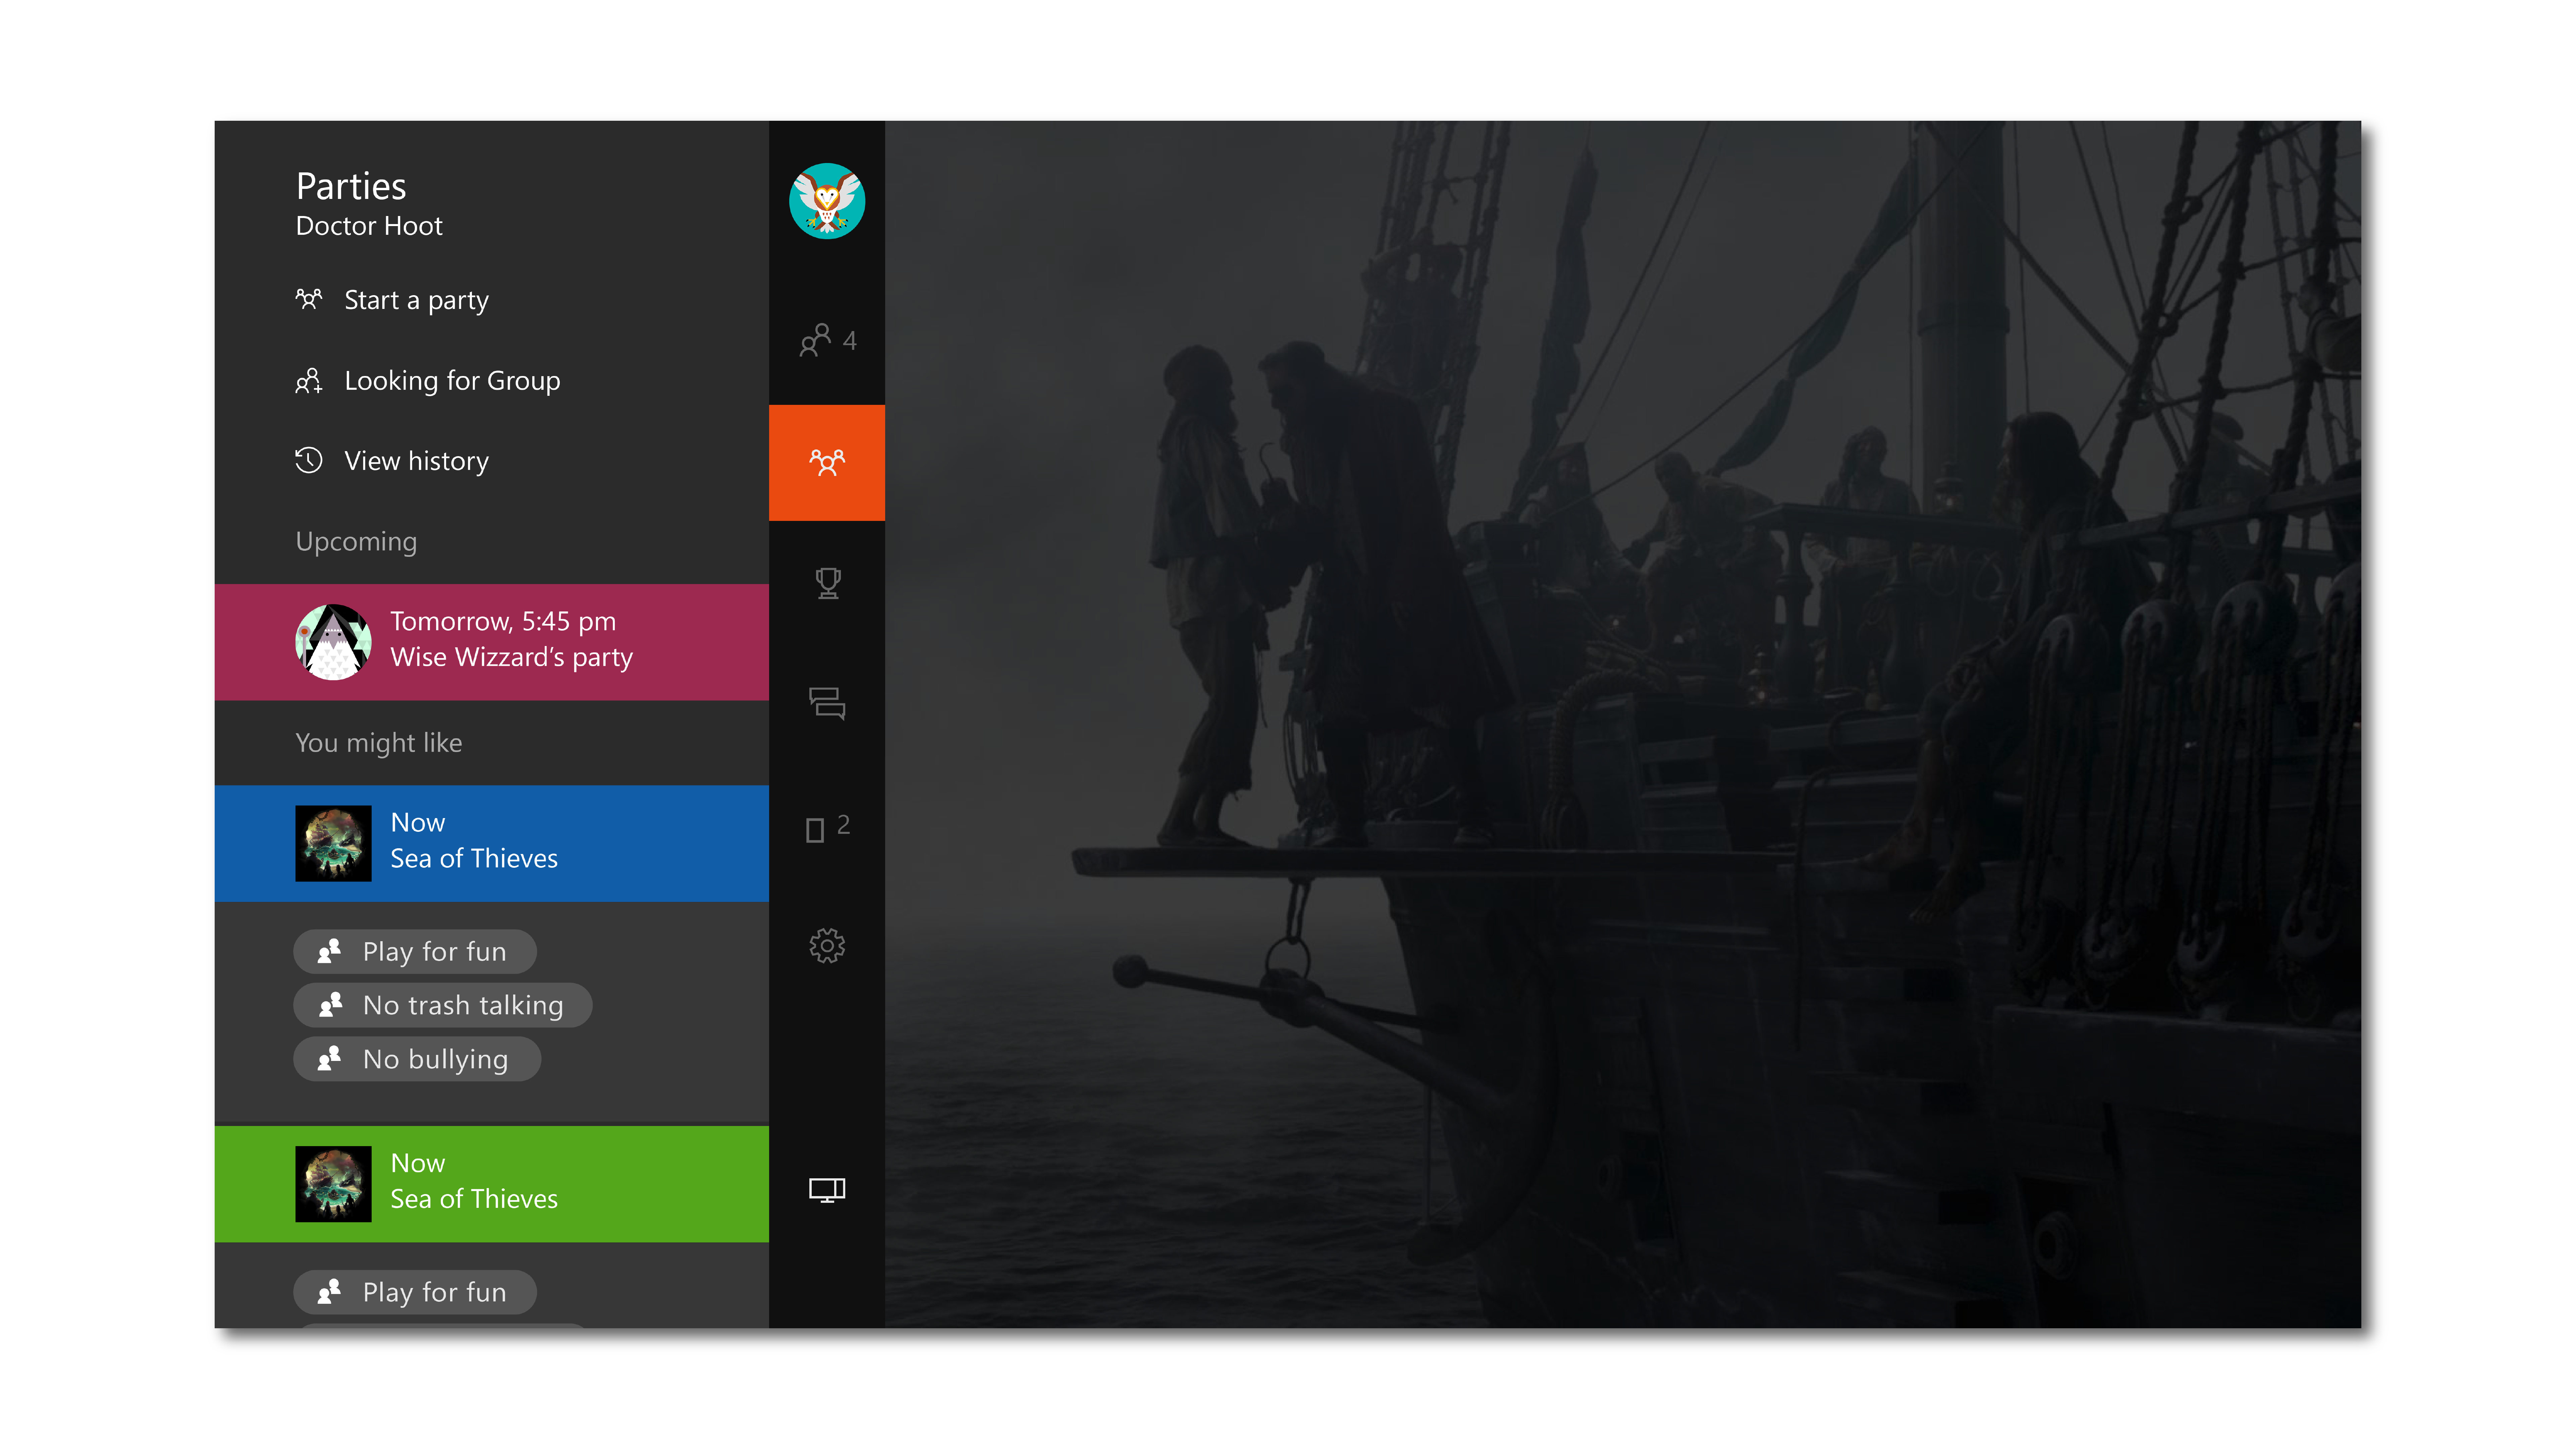 Parties
Doctor Hoot
Start a party
Looking for Group
View history
Upcoming
Tomorrow, 5:45 pm
Wise Wizzard’s party
You might like
Now
Sea of Thieves
Play for fun
No trash talking
No bullying
Now
Sea of Thieves
Play for fun
4
2